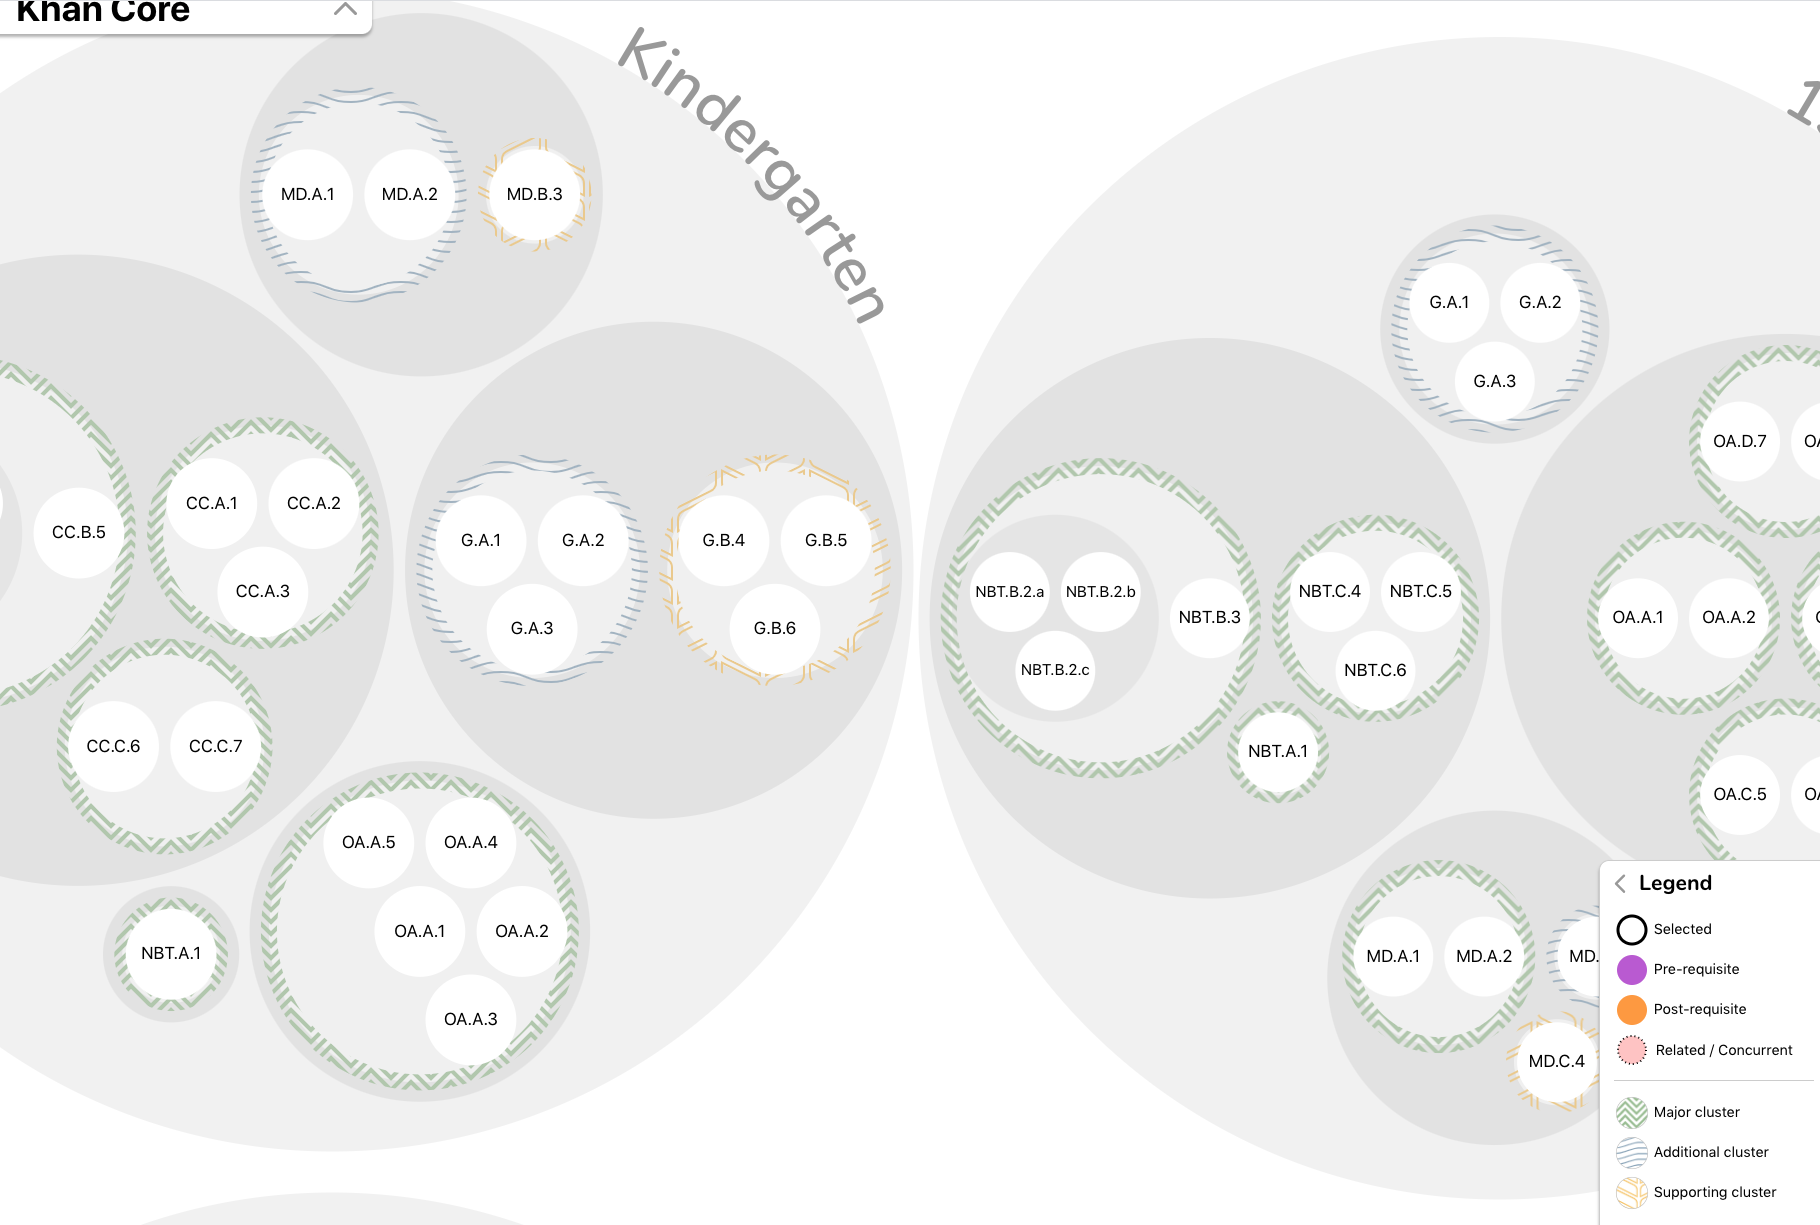 Khan Core
Kindergarten
MD.A.1
MD.A.2
MD.B.3
CC.B.5
CC.A.1
CC.A.2
CC.A.3
CC.C.6
CC.C.7
G.A.1
G.A.2
G.A.3
G.B.4
G.B.5
G.B.6
NBT.A.1
OA.A.5
OA.A.4
OA.A.1
OA.A.2
OA.A.3
G.A.1
G.A.2
G.A.3
NBT.B.2.a
NBT.B.2.b
NBT.B.2.c
NBT.B.3
NBT.C.4
NBT.C.5
NBT.C.6
NBT.A.1
OA.D.7
OA.A.1
OA.A.2
OA.C.5
MD.A.1
MD.A.2
MD.
MD.C.4
Legend
Selected
Pre-requisite
Post-requisite
Related / Concurrent
Major cluster
Additional cluster
Supporting cluster